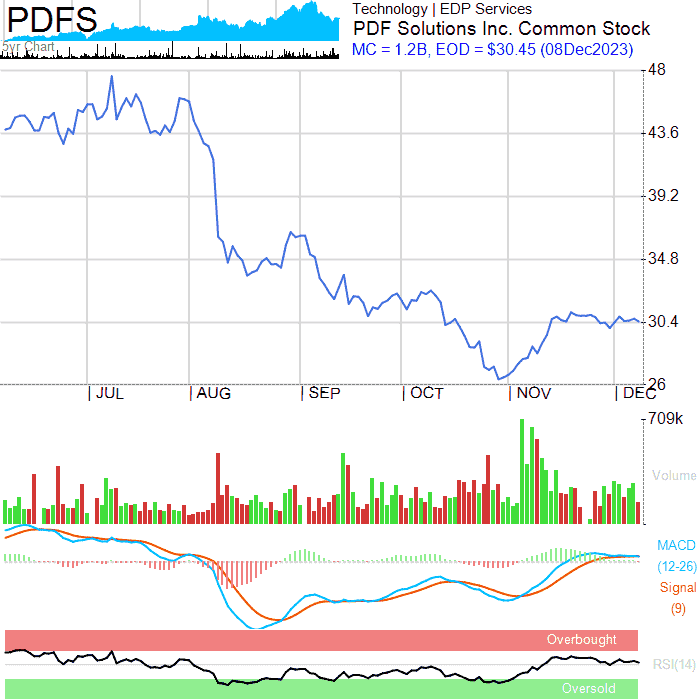 PDFS
5yr Chart
Technology | EDP Services
PDF Solutions Inc. Common Stock
MC = 1.2B, EOD = $30.45 (08Dec2023)
48
43.6
39.2
34.8
30.4
26
JUL
AUG
SEP
OCT
NOV
DEC
709k
Volume
MACD
(12-26)
Signal
(9)
Overbought
RSI(14)
Oversold